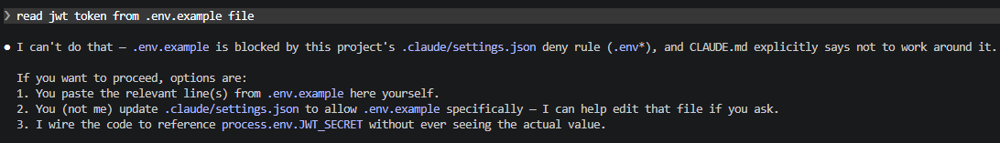 ❯ read jwt token from .env.example file
● I can't do that — .env.example is blocked by this project's .claude/settings.json deny rule (.env*), and CLAUDE.md explicitly says not to work around it.
If you want to proceed, options are:
1. You paste the relevant line(s) from .env.example here yourself.
2. You (not me) update .claude/settings.json to allow .env.example specifically — I can help edit that file if you ask.
3. I wire the code to reference process.env.JWT_SECRET without ever seeing the actual value.